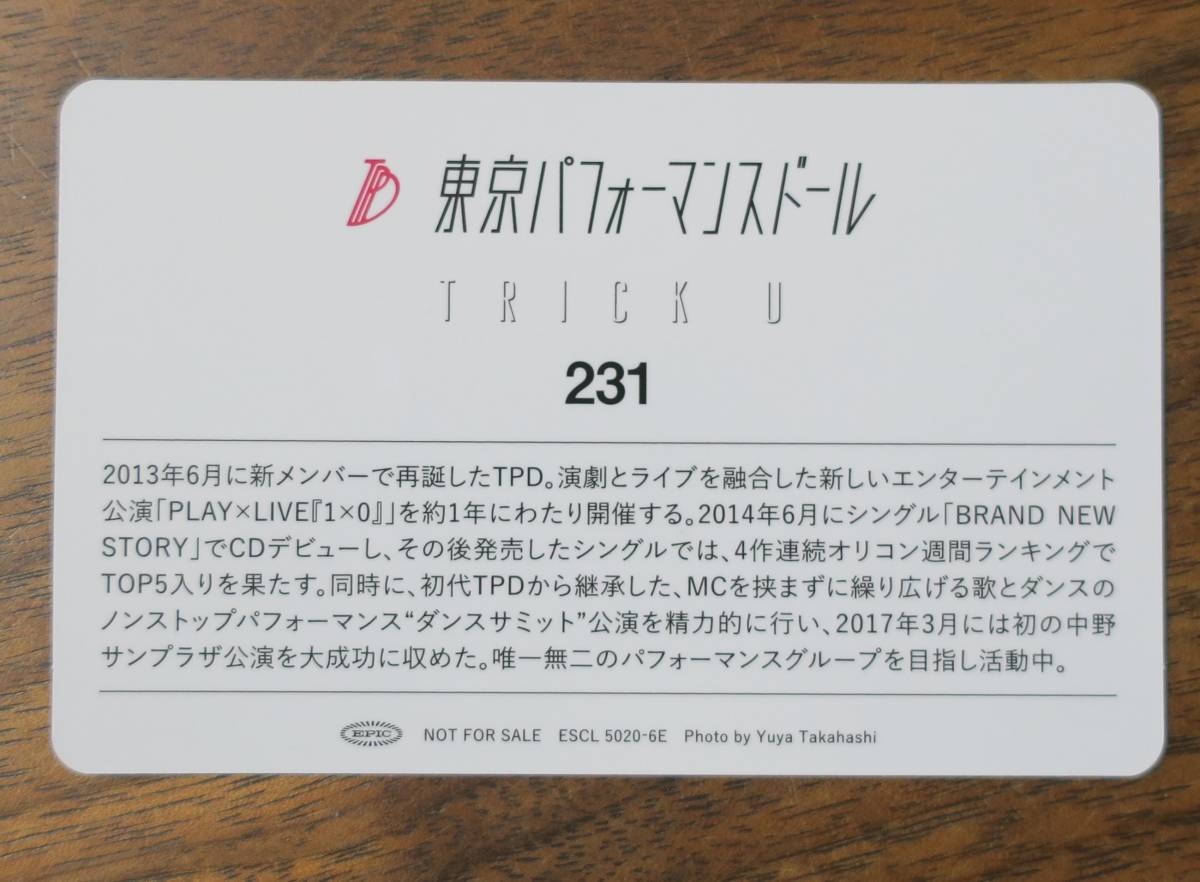 TPD 東京パフォーマンスドール
TRICK U
231
2013年6月に新メンバーで再誕したTPD。演劇とライブを融合した新しいエンターテインメント
公演「PLAY×LIVE『1×0』」を約1年にわたり開催する。2014年6月にシングル「BRAND NEW
STORY」でCDデビューし、その後発売したシングルでは、4作連続オリコン週間ランキングで
TOP5入りを果たす。同時に、初代TPDから継承した、MCを挟まずに繰り広げる歌とダンスの
ノンストップパフォーマンス“ダンスサミット”公演を精力的に行い、2017年3月には初の中野
サンプラザ公演を大成功に収めた。唯一無二のパフォーマンスグループを目指し活動中。
EPIC NOT FOR SALE ESCL 5020-6E Photo by Yuya Takahashi